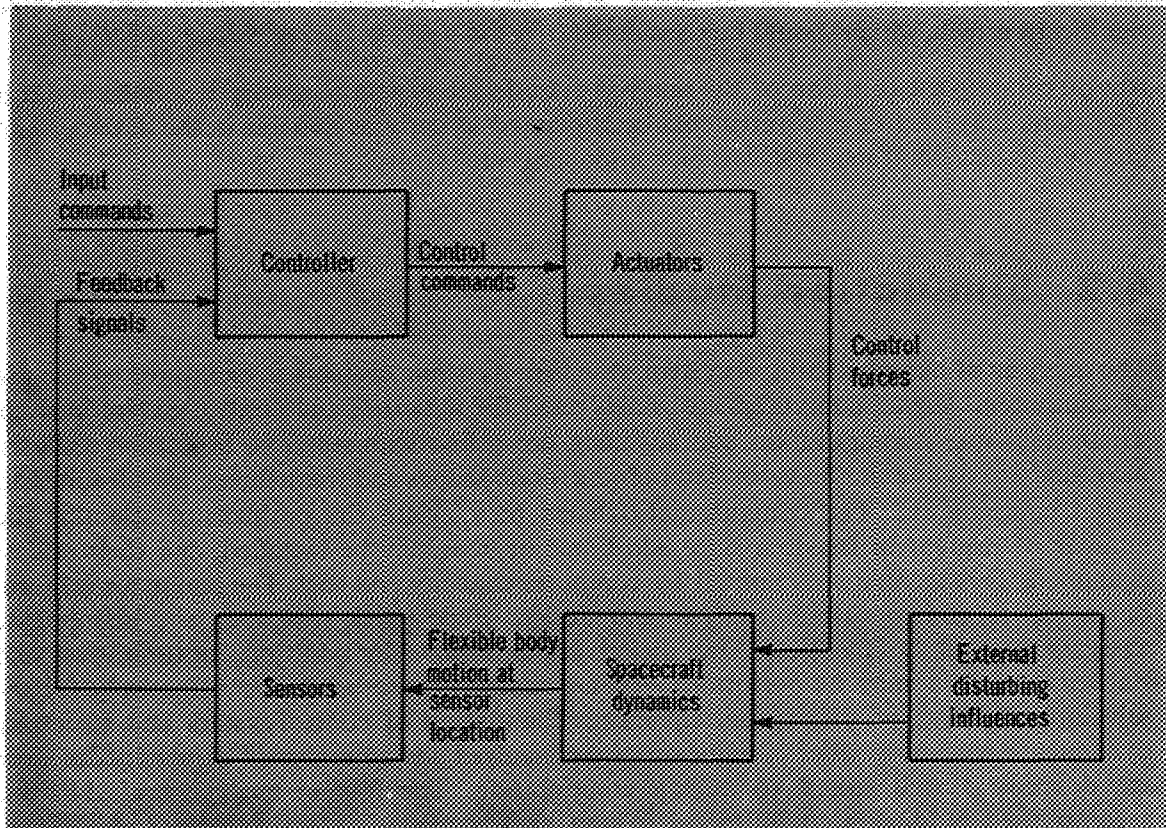 Input
commands
Controller
Control
commands
Actuators
Feedback
signals
Control
forces
Sensors
Flexible body
motion at
sensor
location
Spacecraft
dynamics
External
disturbing
influences